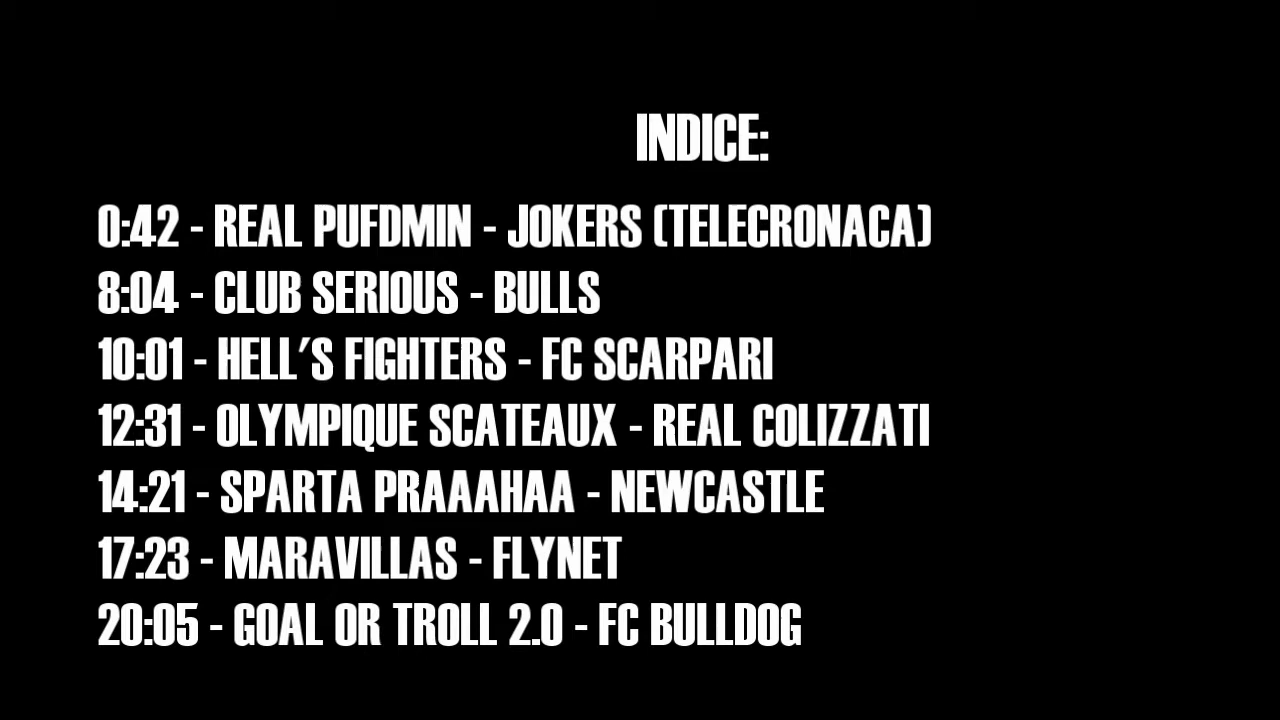 INDICE:
0:42 - REAL PUFDMIN - JOKERS (TELECRONACA)
8:04 - CLUB SERIOUS - BULLS
10:01 - HELL'S FIGHTERS - FC SCARPARI
12:31 - OLYMPIQUE SCATEAUX - REAL COLIZZATI
14:21 - SPARTA PRAAAHAA - NEWCASTLE
17:23 - MARAVILLAS - FLYNET
20:05 - GOAL OR TROLL 2.0 - FC BULLDOG